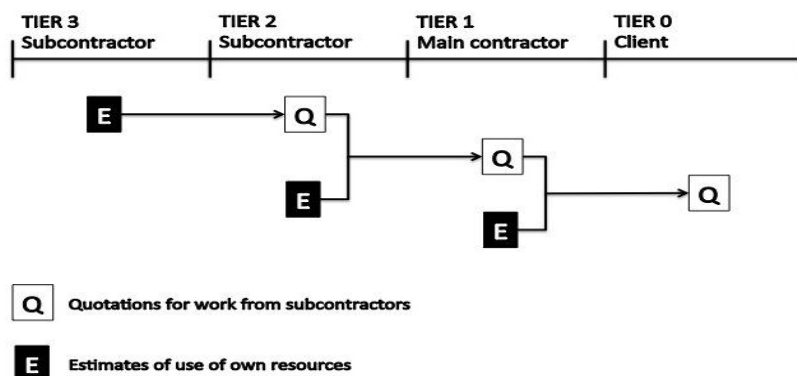 TIER 3 TIER 2 TIER 1 TIER 0
Subcontractor Subcontractor Main contractor Client
E Q
Q
E Q
E
Q Quotations for work from subcontractors
E Estimates of use of own resources